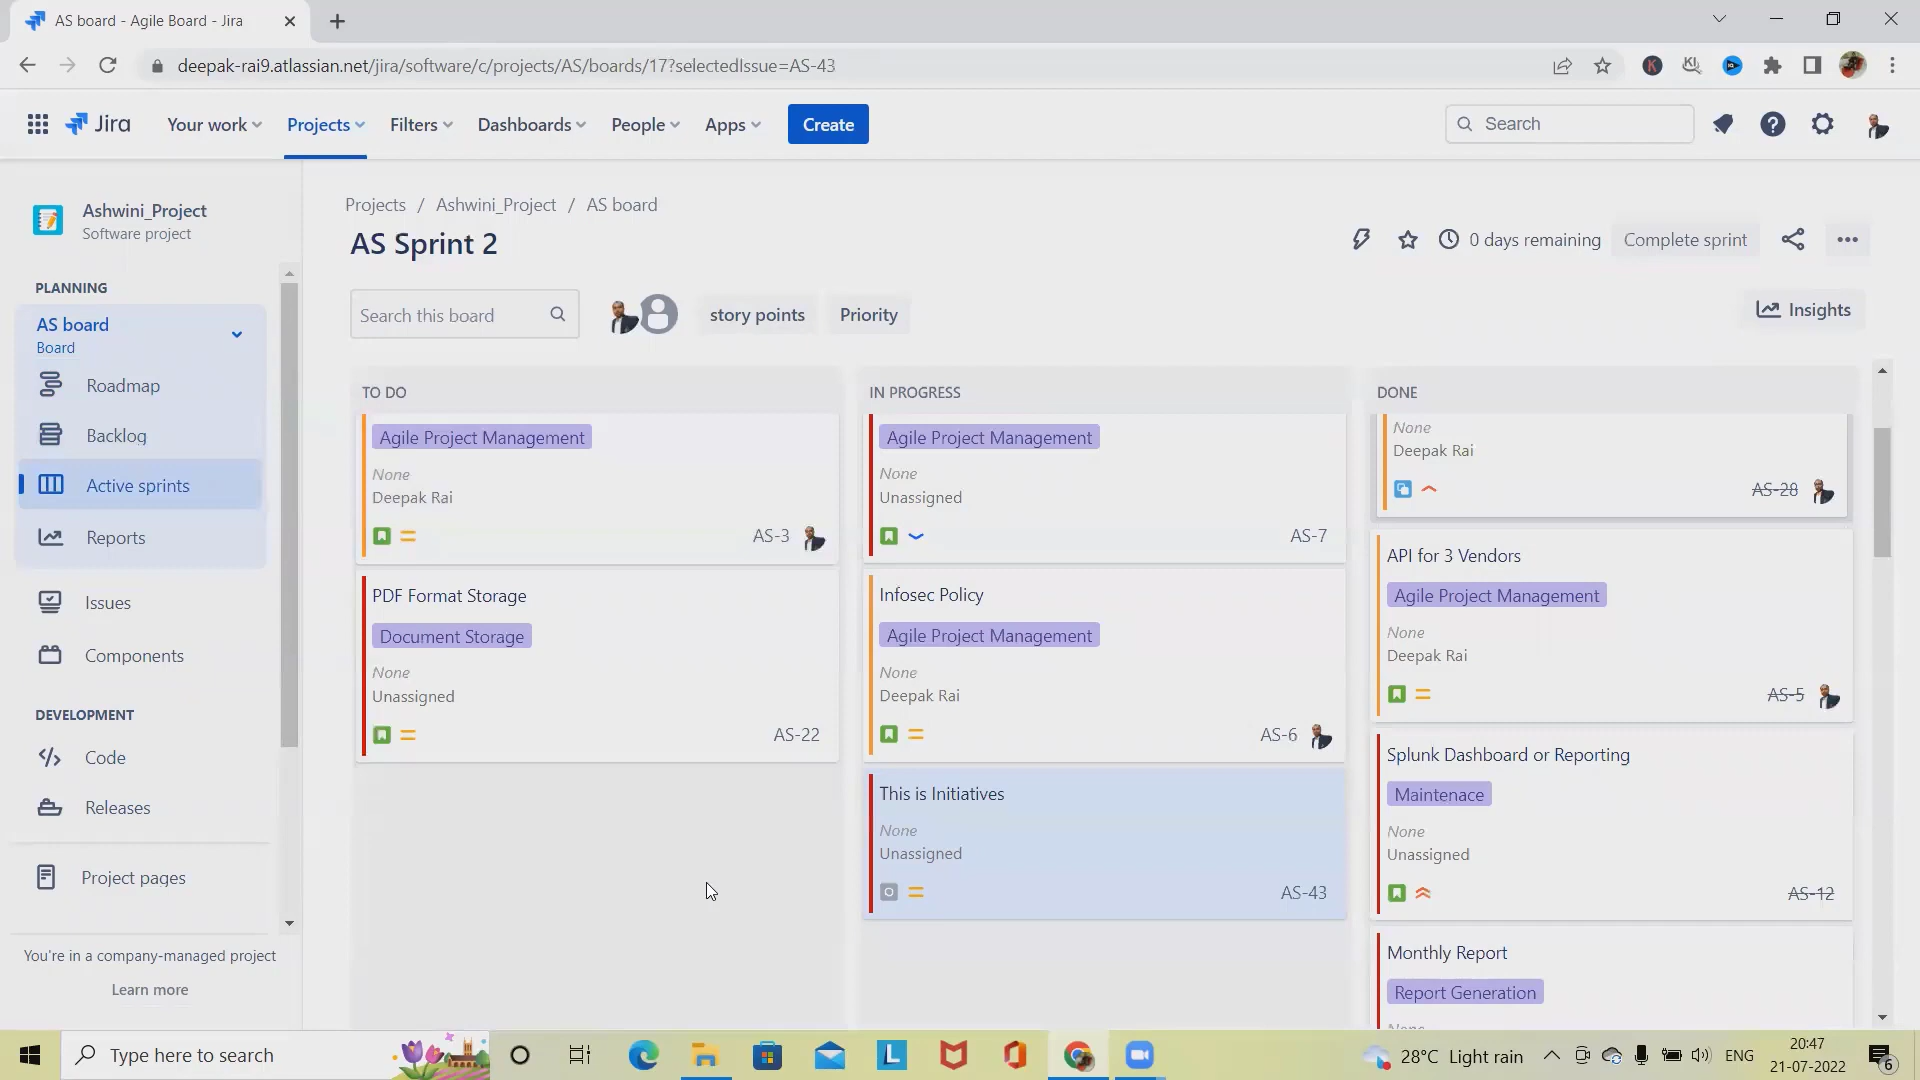 AS board - Agile Board - Jira
deepak-rai9.atlassian.net/jira/software/c/projects/AS/boards/17?selectedIssue=AS-43
Jira
Your work
Projects
Filters
Dashboards
People
Apps
Create
Search
Ashwini_Project
Software project
PLANNING
AS board
Board
Roadmap
Backlog
Active sprints
Reports
Issues
Components
DEVELOPMENT
Code
Releases
Project pages
You're in a company-managed project
Learn more
Projects / Ashwini_Project / AS board
AS Sprint 2
0 days remaining
Complete sprint
Search this board
story points
Priority
Insights
TO DO
Agile Project Management
None
Deepak Rai
AS-3
PDF Format Storage
Document Storage
None
Unassigned
AS-22
IN PROGRESS
Agile Project Management
None
Unassigned
AS-7
Infosec Policy
Agile Project Management
None
Deepak Rai
AS-6
This is Initiatives
None
Unassigned
AS-43
DONE
None
Deepak Rai
AS-28
API for 3 Vendors
Agile Project Management
None
Deepak Rai
AS-5
Splunk Dashboard or Reporting
Maintenace
None
Unassigned
AS-12
Monthly Report
Report Generation
None
Type here to search
28°C Light rain
ENG
20:47
21-07-2022
6